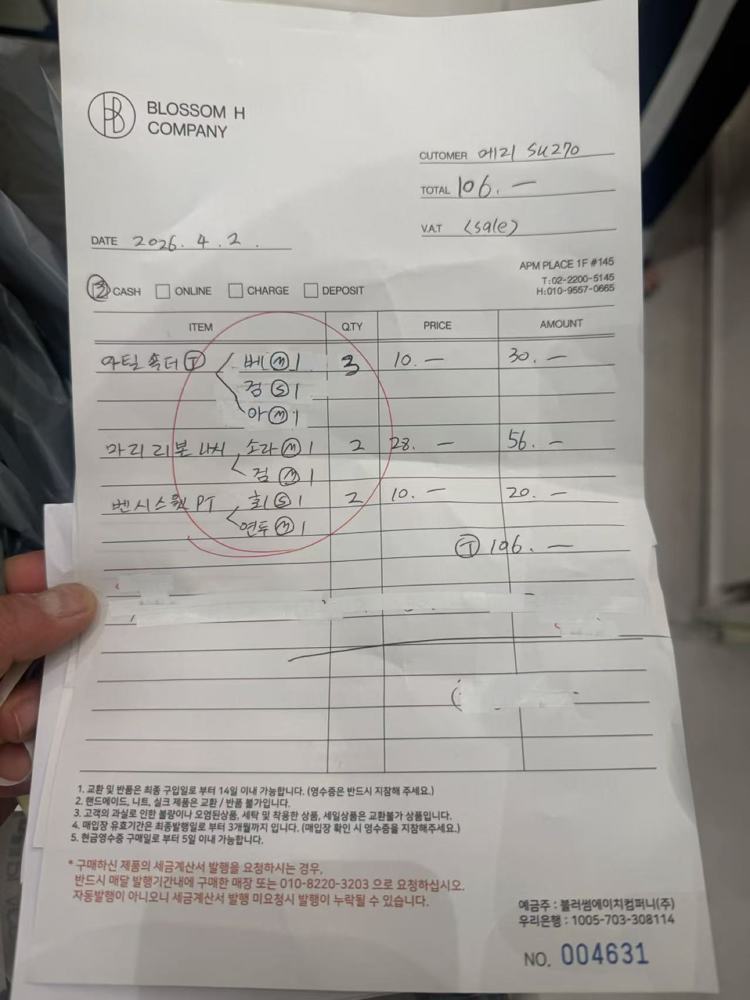 BLOSSOM H
COMPANY
CUTOMER 에리 SU270
TOTAL 106. —
DATE 2026. 4. 2.
V.A.T (sale)
APM PLACE 1F #145
T:02-2200-5145
H:010-9557-0665
② CASH ONLINE CHARGE DEPOSIT
ITEM QTY PRICE AMOUNT
아틸 숄더 Ⓣ 베 Ⓜ 1 3 10. — 30. —
검 Ⓢ 1
아 Ⓜ 1
마리 리본 나시 소라 Ⓜ 1 2 28. — 56. —
검 Ⓜ 1
벤시스원 PT 회 Ⓢ 1 2 10. — 20. —
연두 Ⓜ 1
Ⓣ 106. —
1. 교환 및 반품은 최종 구입일로 부터 14일 이내 가능합니다. (영수증은 반드시 지참해 주세요.)
2. 핸드메이드, 니트, 실크 제품은 교환 / 반품 불가입니다.
3. 고객의 과실로 인한 불량이나 오염된상품, 세탁 및 착용한 상품, 세일상품은 교환불가 상품입니다.
4. 매입장 유효기간은 최종발행일로 부터 3개월까지 입니다. (매입장 확인 시 영수증을 지참해주세요.)
5. 현금영수증 구매일로 부터 5일 이내 가능합니다.
* 구매하신 제품의 세금계산서 발행을 요청하시는 경우,
반드시 매달 발행기간내에 구매한 매장 또는 010-8220-3203 으로 요청하십시오.
자동발행이 아니오니 세금계산서 발행 미요청시 발행이 누락될 수 있습니다.
예금주 : 블러썸에이치컴퍼니(주)
우리은행 : 1005-703-308114
NO. 004631